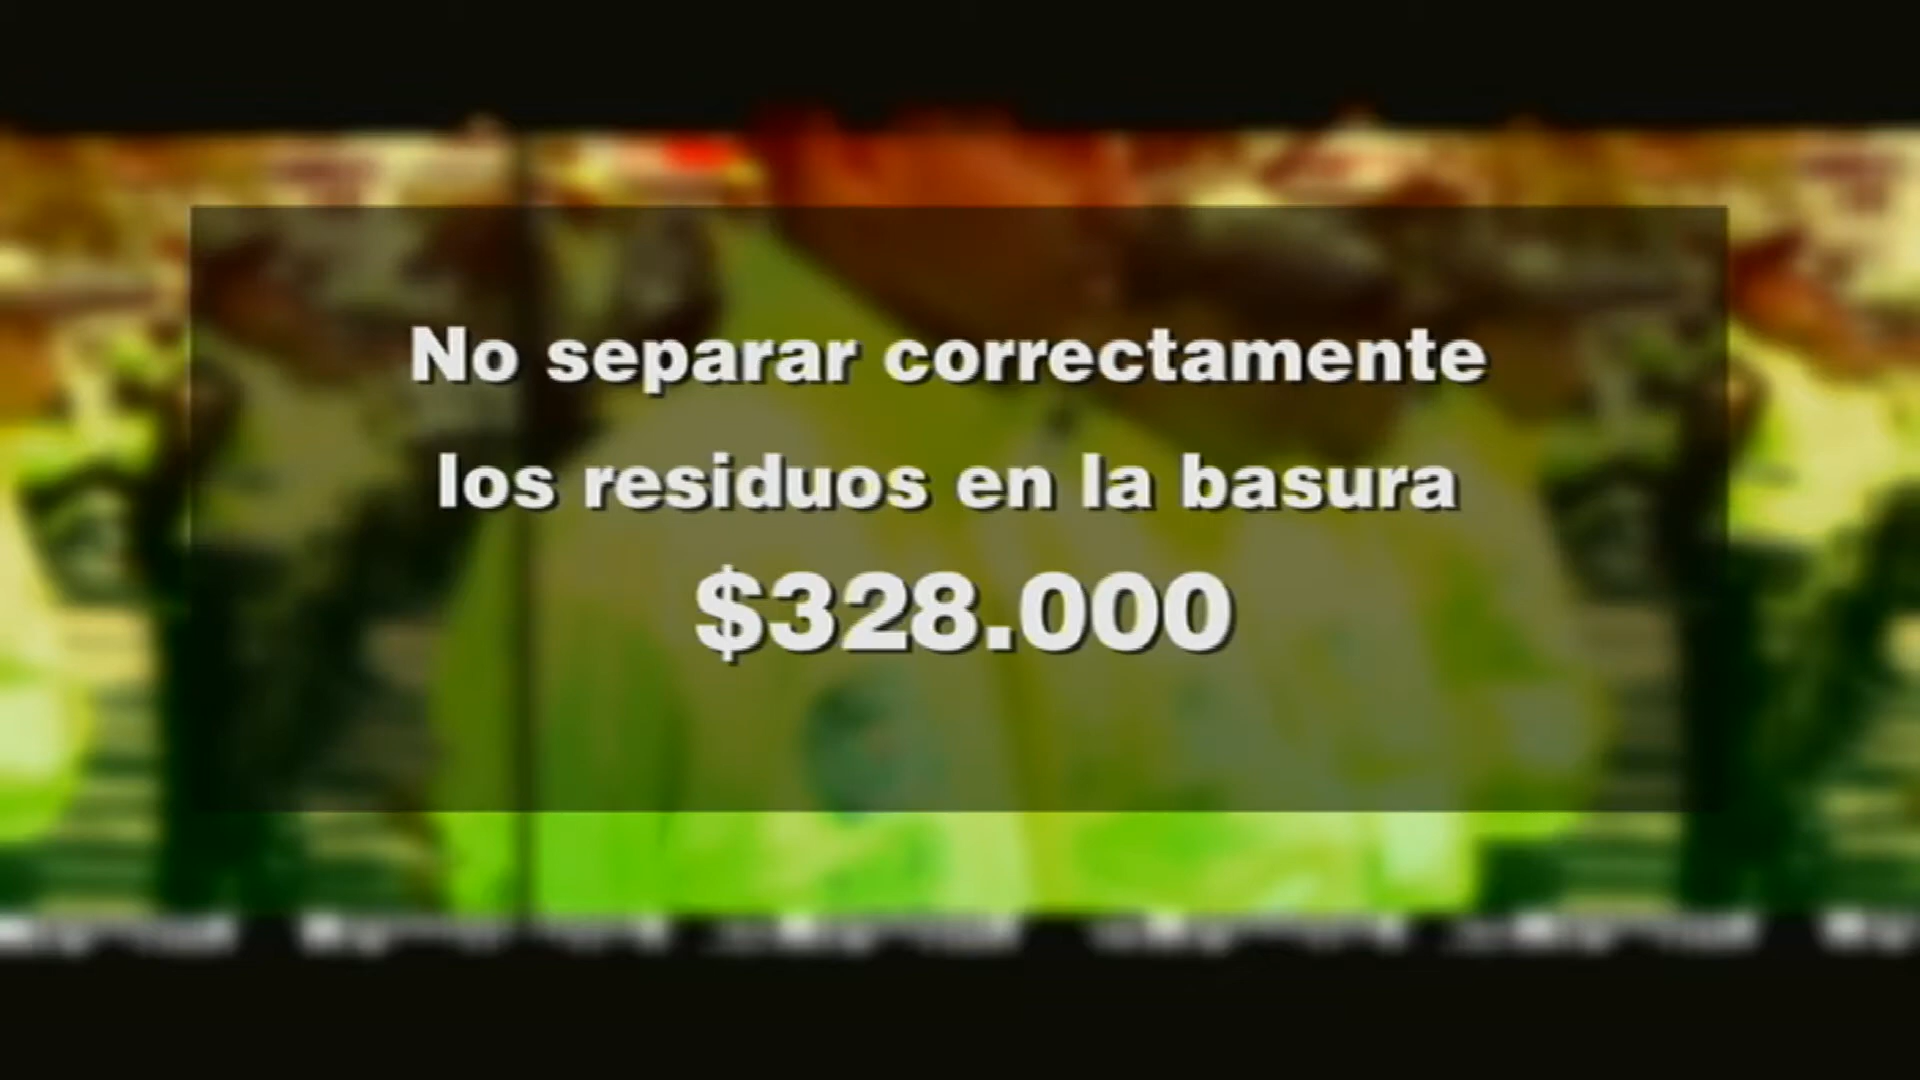 No separar correctamente
los residuos en la basura
$328.000